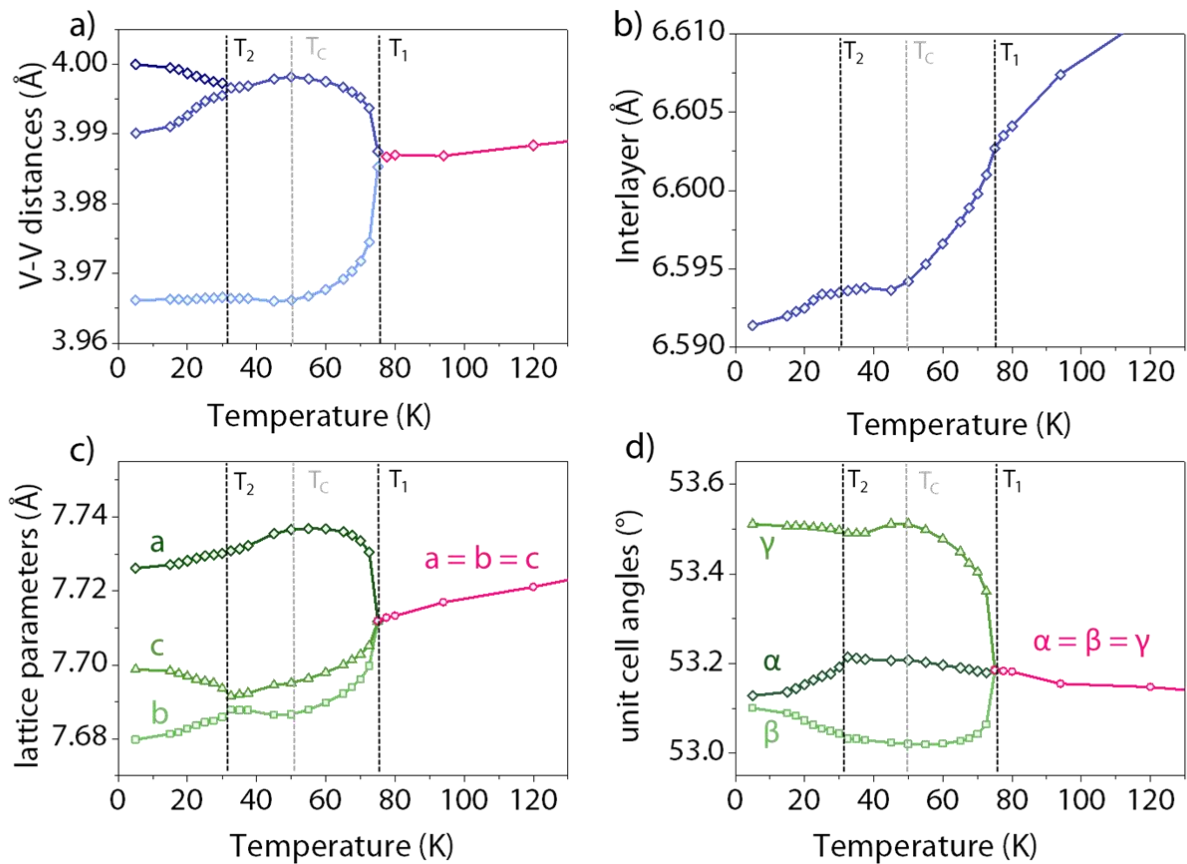 a)
T2
TC
T1
V-V distances (Å)
4.00
3.99
3.98
3.97
3.96
0 20 40 60 80 100 120
Temperature (K)
b)
T2
TC
T1
Interlayer (Å)
6.610
6.605
6.600
6.595
6.590
0 20 40 60 80 100 120
Temperature (K)
c)
T2
TC
T1
lattice parameters (Å)
7.74
7.72
7.70
7.68
a
c
b
a = b = c
0 20 40 60 80 100 120
Temperature (K)
d)
T2
TC
T1
unit cell angles (°)
53.6
53.4
53.2
53.0
γ
α
β
α = β = γ
0 20 40 60 80 100 120
Temperature (K)